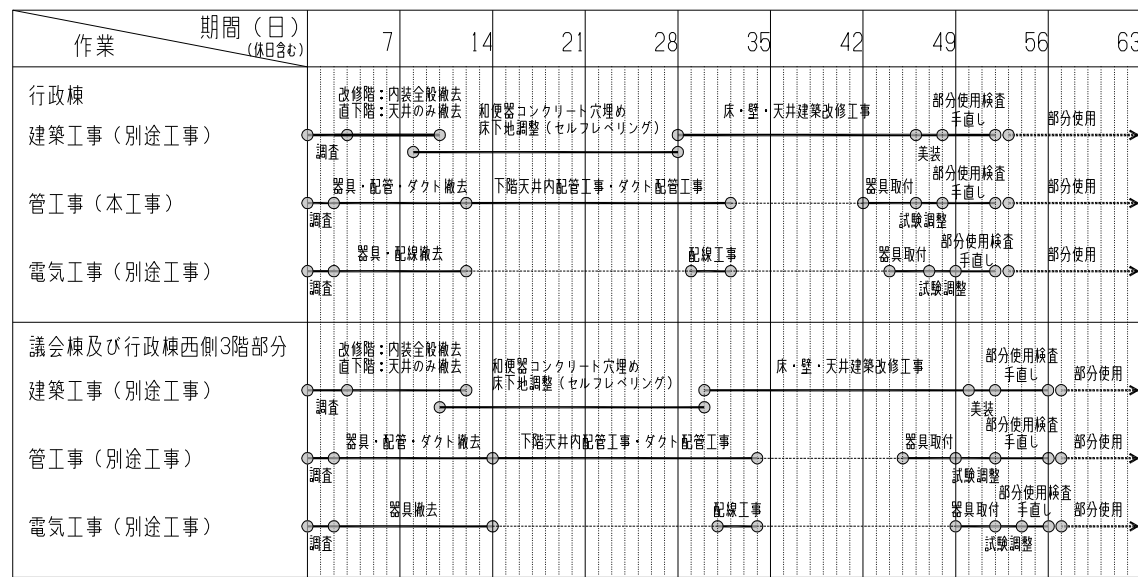 期間(日)
(休日含む)
作業
7 14 21 28 35 42 49 56 63
行政棟
改修階:内装全般撤去
直下階:天井のみ撤去
和便器コンクリート穴埋め
床下地調整(セルフレベリング)
床・壁・天井建築改修工事
部分使用検査
手直し
部分使用
建築工事(別途工事)
調査
美装
器具・配管・ダクト撤去
下階天井内配管工事・ダクト配管工事
器具取付
部分使用検査
手直し
部分使用
管工事(本工事)
調査
試験調整
器具・配線撤去
配線工事
器具取付
部分使用検査
手直し
部分使用
電気工事(別途工事)
調査
試験調整
議会棟及び行政棟西側3階部分
改修階:内装全般撤去
直下階:天井のみ撤去
和便器コンクリート穴埋め
床下地調整(セルフレベリング)
床・壁・天井建築改修工事
部分使用検査
手直し
部分使用
建築工事(別途工事)
調査
美装
器具・配管・ダクト撤去
下階天井内配管工事・ダクト配管工事
器具取付
部分使用検査
手直し
部分使用
管工事(別途工事)
調査
試験調整
器具撤去
配線工事
器具取付
部分使用検査
手直し
部分使用
電気工事(別途工事)
調査
試験調整